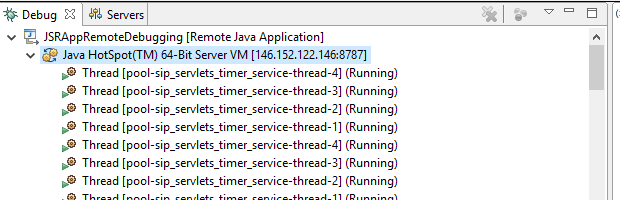 Debug Servers
JSRAppRemoteDebugging [Remote Java Application]
Java HotSpot(TM) 64-Bit Server VM [146.152.122.146:8787]
Thread [pool-sip_servlets_timer_service-thread-4] (Running)
Thread [pool-sip_servlets_timer_service-thread-3] (Running)
Thread [pool-sip_servlets_timer_service-thread-2] (Running)
Thread [pool-sip_servlets_timer_service-thread-1] (Running)
Thread [pool-sip_servlets_timer_service-thread-4] (Running)
Thread [pool-sip_servlets_timer_service-thread-3] (Running)
Thread [pool-sip_servlets_timer_service-thread-2] (Running)
Thread [pool-sip_servlets_timer_service-thread-1] (Running)